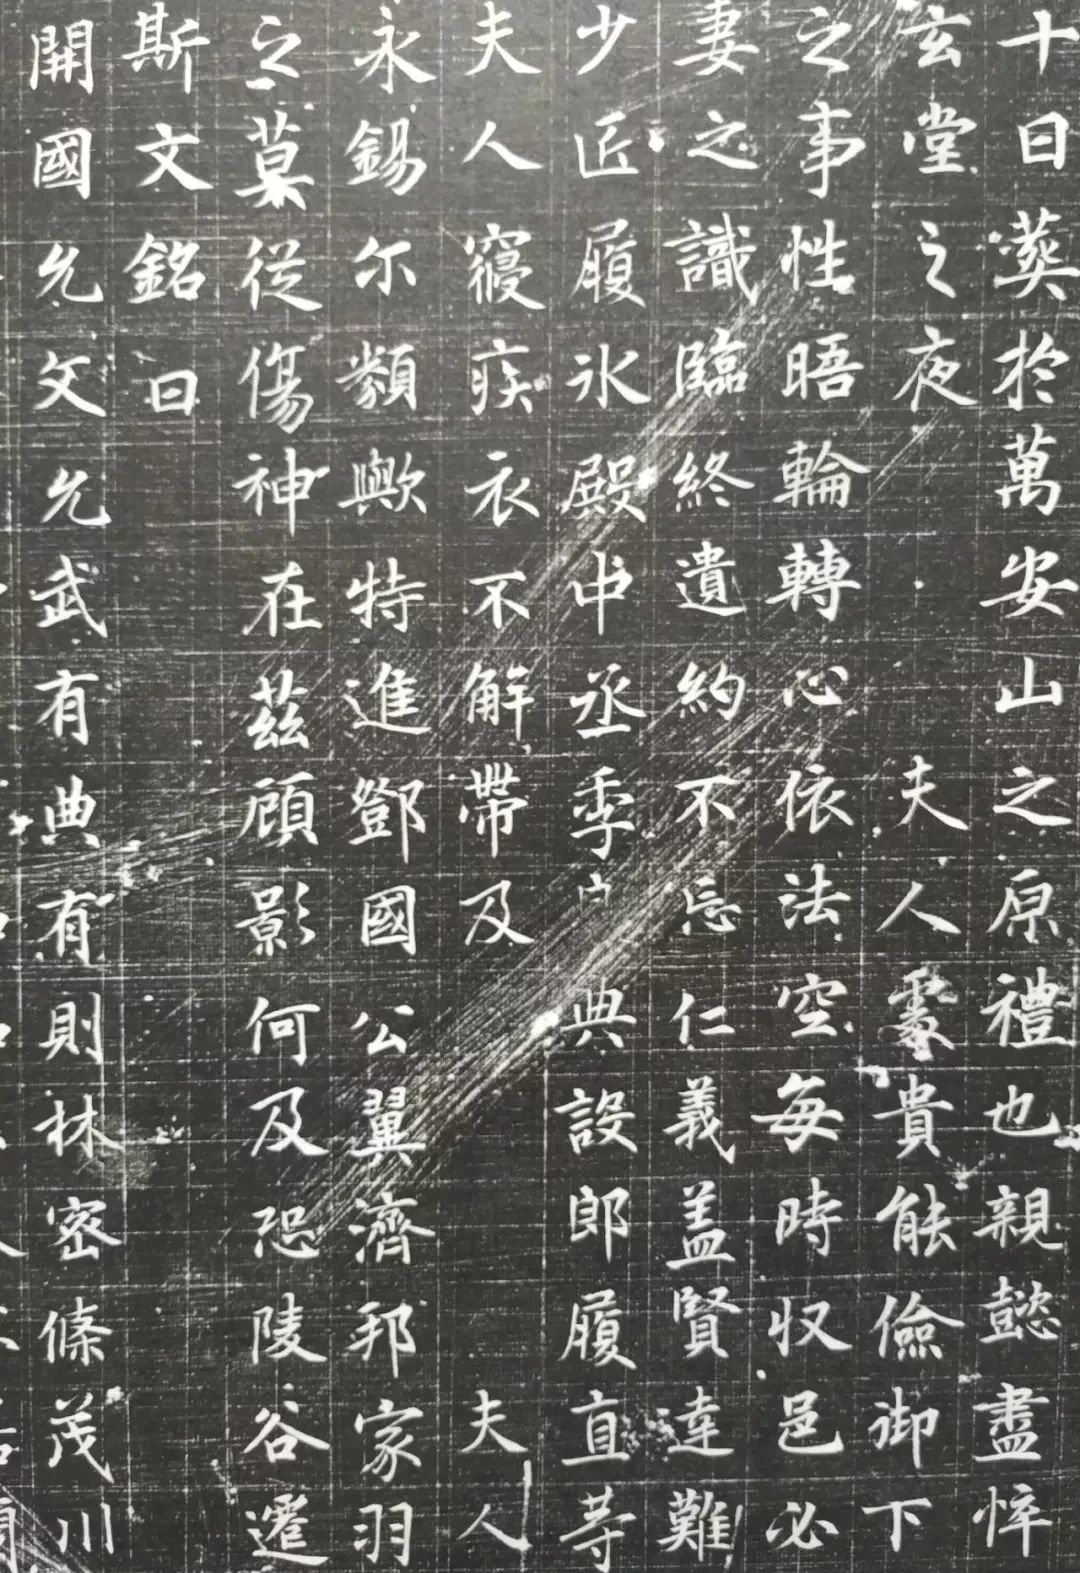 十日葬於萬安山之原禮也親懿盡悴
玄堂之夜夫人處貴能儉御下
之事性晤輪轉心依法空每時収邑必
妻之識臨終遺約不忘仁義盖賢達難
少匠履氷殿中丞季典設郎履直等
夫人寢疾衣不解帶及夫人
永錫尓類歟特進鄧國公翼濟邦家羽
之莫從傷神在茲顧影何及恐陵谷遷
斯文銘曰
開國允文允武有典有則林密條茂川